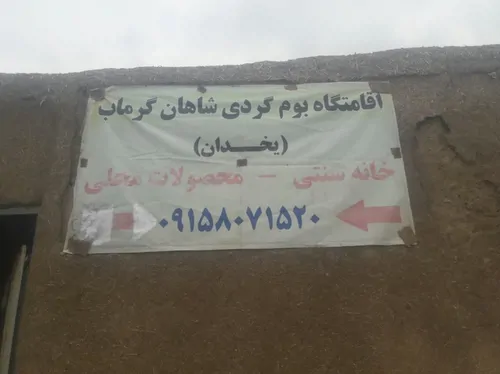 اقامتگاه بوم گردی شاهان گرماب
(یخدان)
خانه سنتی - محصولات محلی
۰۹۱۵۸۰۷۱۵۲۰